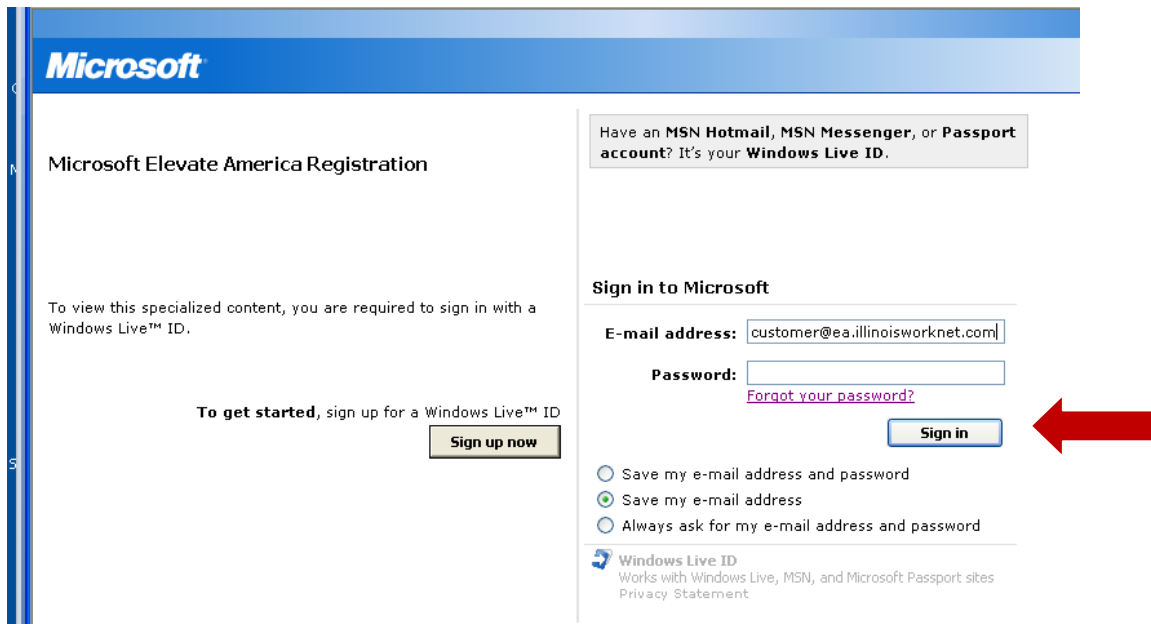 Microsoft
Microsoft Elevate America Registration
To view this specialized content, you are required to sign in with a
Windows Live™ ID.
To get started, sign up for a Windows Live™ ID
Sign up now
Have an MSN Hotmail, MSN Messenger, or Passport
account? It's your Windows Live ID.
Sign in to Microsoft
E-mail address: customer@ea.illinoisworknet.com
Password:
Forgot your password?
Sign in
Save my e-mail address and password
Save my e-mail address
Always ask for my e-mail address and password
Windows Live ID
Works with Windows Live, MSN, and Microsoft Passport sites
Privacy Statement